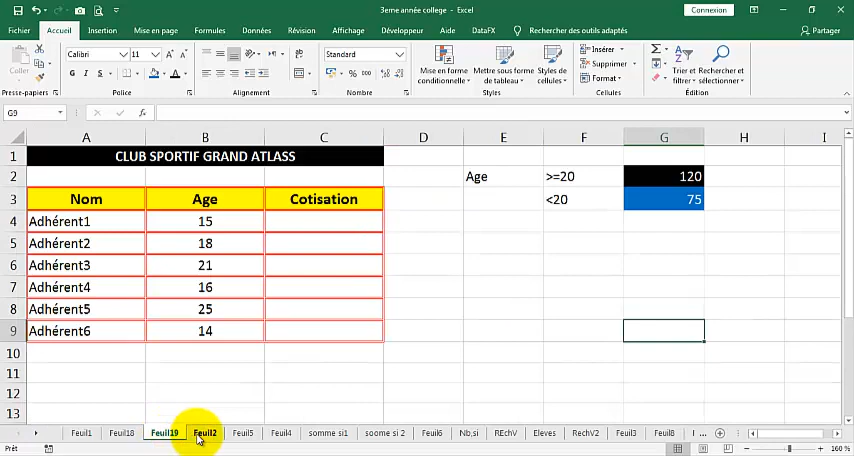 3eme année college - Excel
Connexion
Fichier Accueil Insertion Mise en page Formules Données Révision Affichage Développeur Aide DataFX Rechercher des outils adaptés Partager
Coller
Calibri 11
G I S
Standard
% 000
Mise en forme conditionnelle
Mettre sous forme de tableau
Styles de cellules
Insérer
Supprimer
Format
Trier et filtrer
Rechercher et sélectionner
Presse-papiers Police Alignement Nombre Styles Cellules Édition
G9 fx
A B C D E F G H I
1 CLUB SPORTIF GRAND ATLASS
2 Age >=20 120
3 Nom Age Cotisation <20 75
4 Adhérent1 15
5 Adhérent2 18
6 Adhérent3 21
7 Adhérent4 16
8 Adhérent5 25
9 Adhérent6 14
10
11
12
13
Feuil1 Feuil18 Feuil19 Feuil2 Feuil5 Feuil4 somme si1 soome si 2 Feuil6 Nb,si REchV Eleves RechV2 Feuil3 Feuil8 ...
Prêt 160 %